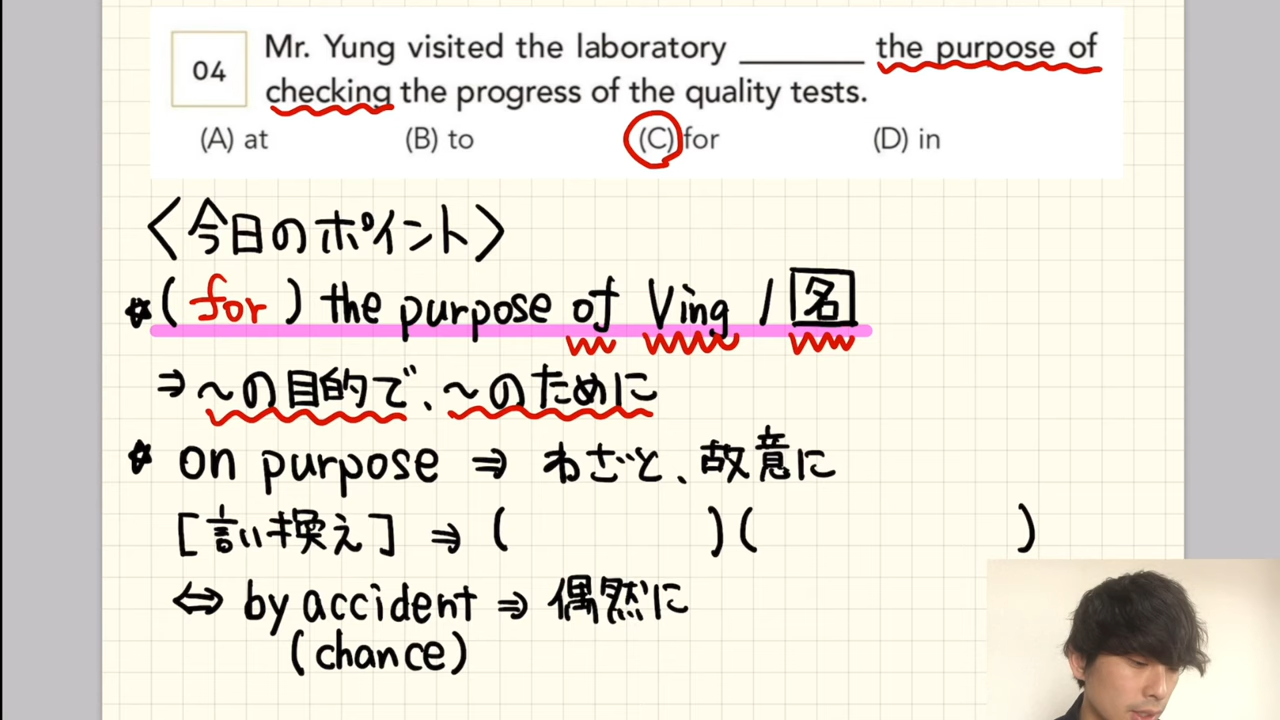 04
Mr. Yung visited the laboratory ________ the purpose of
checking the progress of the quality tests.
(A) at (B) to (C) for (D) in
〈今日のポイント〉
☆(for) the purpose of Ving / 名
⇒ 〜の目的で、〜のために
☆ on purpose ⇒ わざと、故意に
[言い換え] ⇒ ( )( )
⇔ by accident ⇒ 偶然に
(chance)